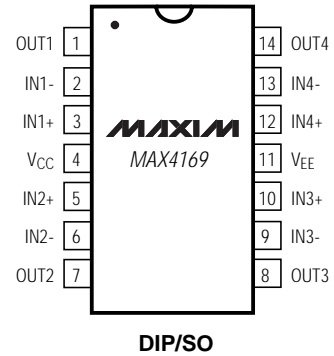 OUT1 1 14 OUT4
IN1- 2 13 IN4-
IN1+ 3 MAXIM 12 IN4+
VCC 4 MAX4169 11 VEE
IN2+ 5 10 IN3+
IN2- 6 9 IN3-
OUT2 7 8 OUT3
DIP/SO